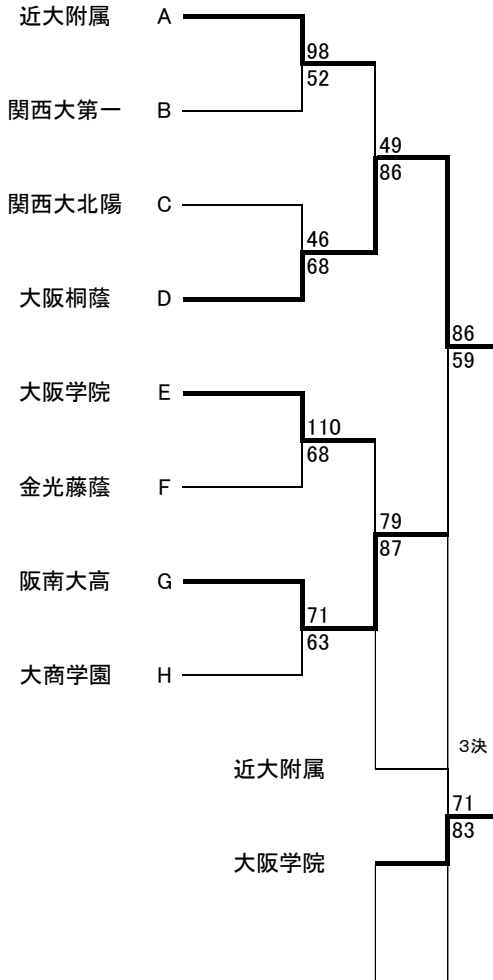 近大附属 A
98
52
関西大第一 B
49
86
関西大北陽 C
46
68
大阪桐蔭 D
86
59
大阪学院 E
110
68
金光藤蔭 F
79
87
阪南大高 G
71
63
大商学園 H
3決
近大附属
71
83
大阪学院